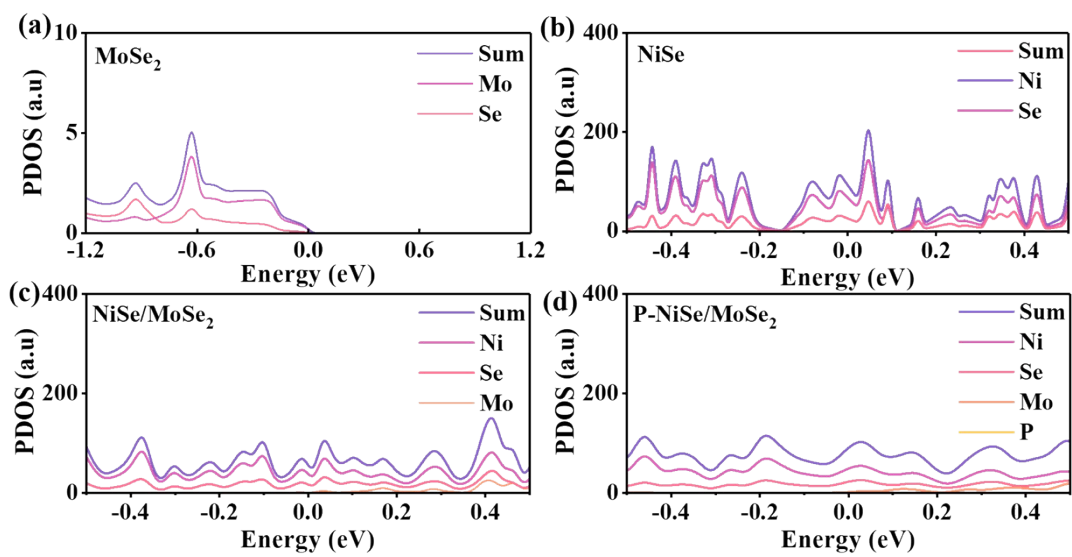 (a)
10
5
0
PDOS (a.u)
MoSe2
Sum
Mo
Se
-1.2 -0.6 0.0 0.6 1.2
Energy (eV)
(b)
400
200
0
PDOS (a.u)
NiSe
Sum
Ni
Se
-0.4 -0.2 0.0 0.2 0.4
Energy (eV)
(c)
400
200
0
PDOS (a.u)
NiSe/MoSe2
Sum
Ni
Se
Mo
-0.4 -0.2 0.0 0.2 0.4
Energy (eV)
(d)
400
200
0
PDOS (a.u)
P-NiSe/MoSe2
Sum
Ni
Se
Mo
P
-0.4 -0.2 0.0 0.2 0.4
Energy (eV)